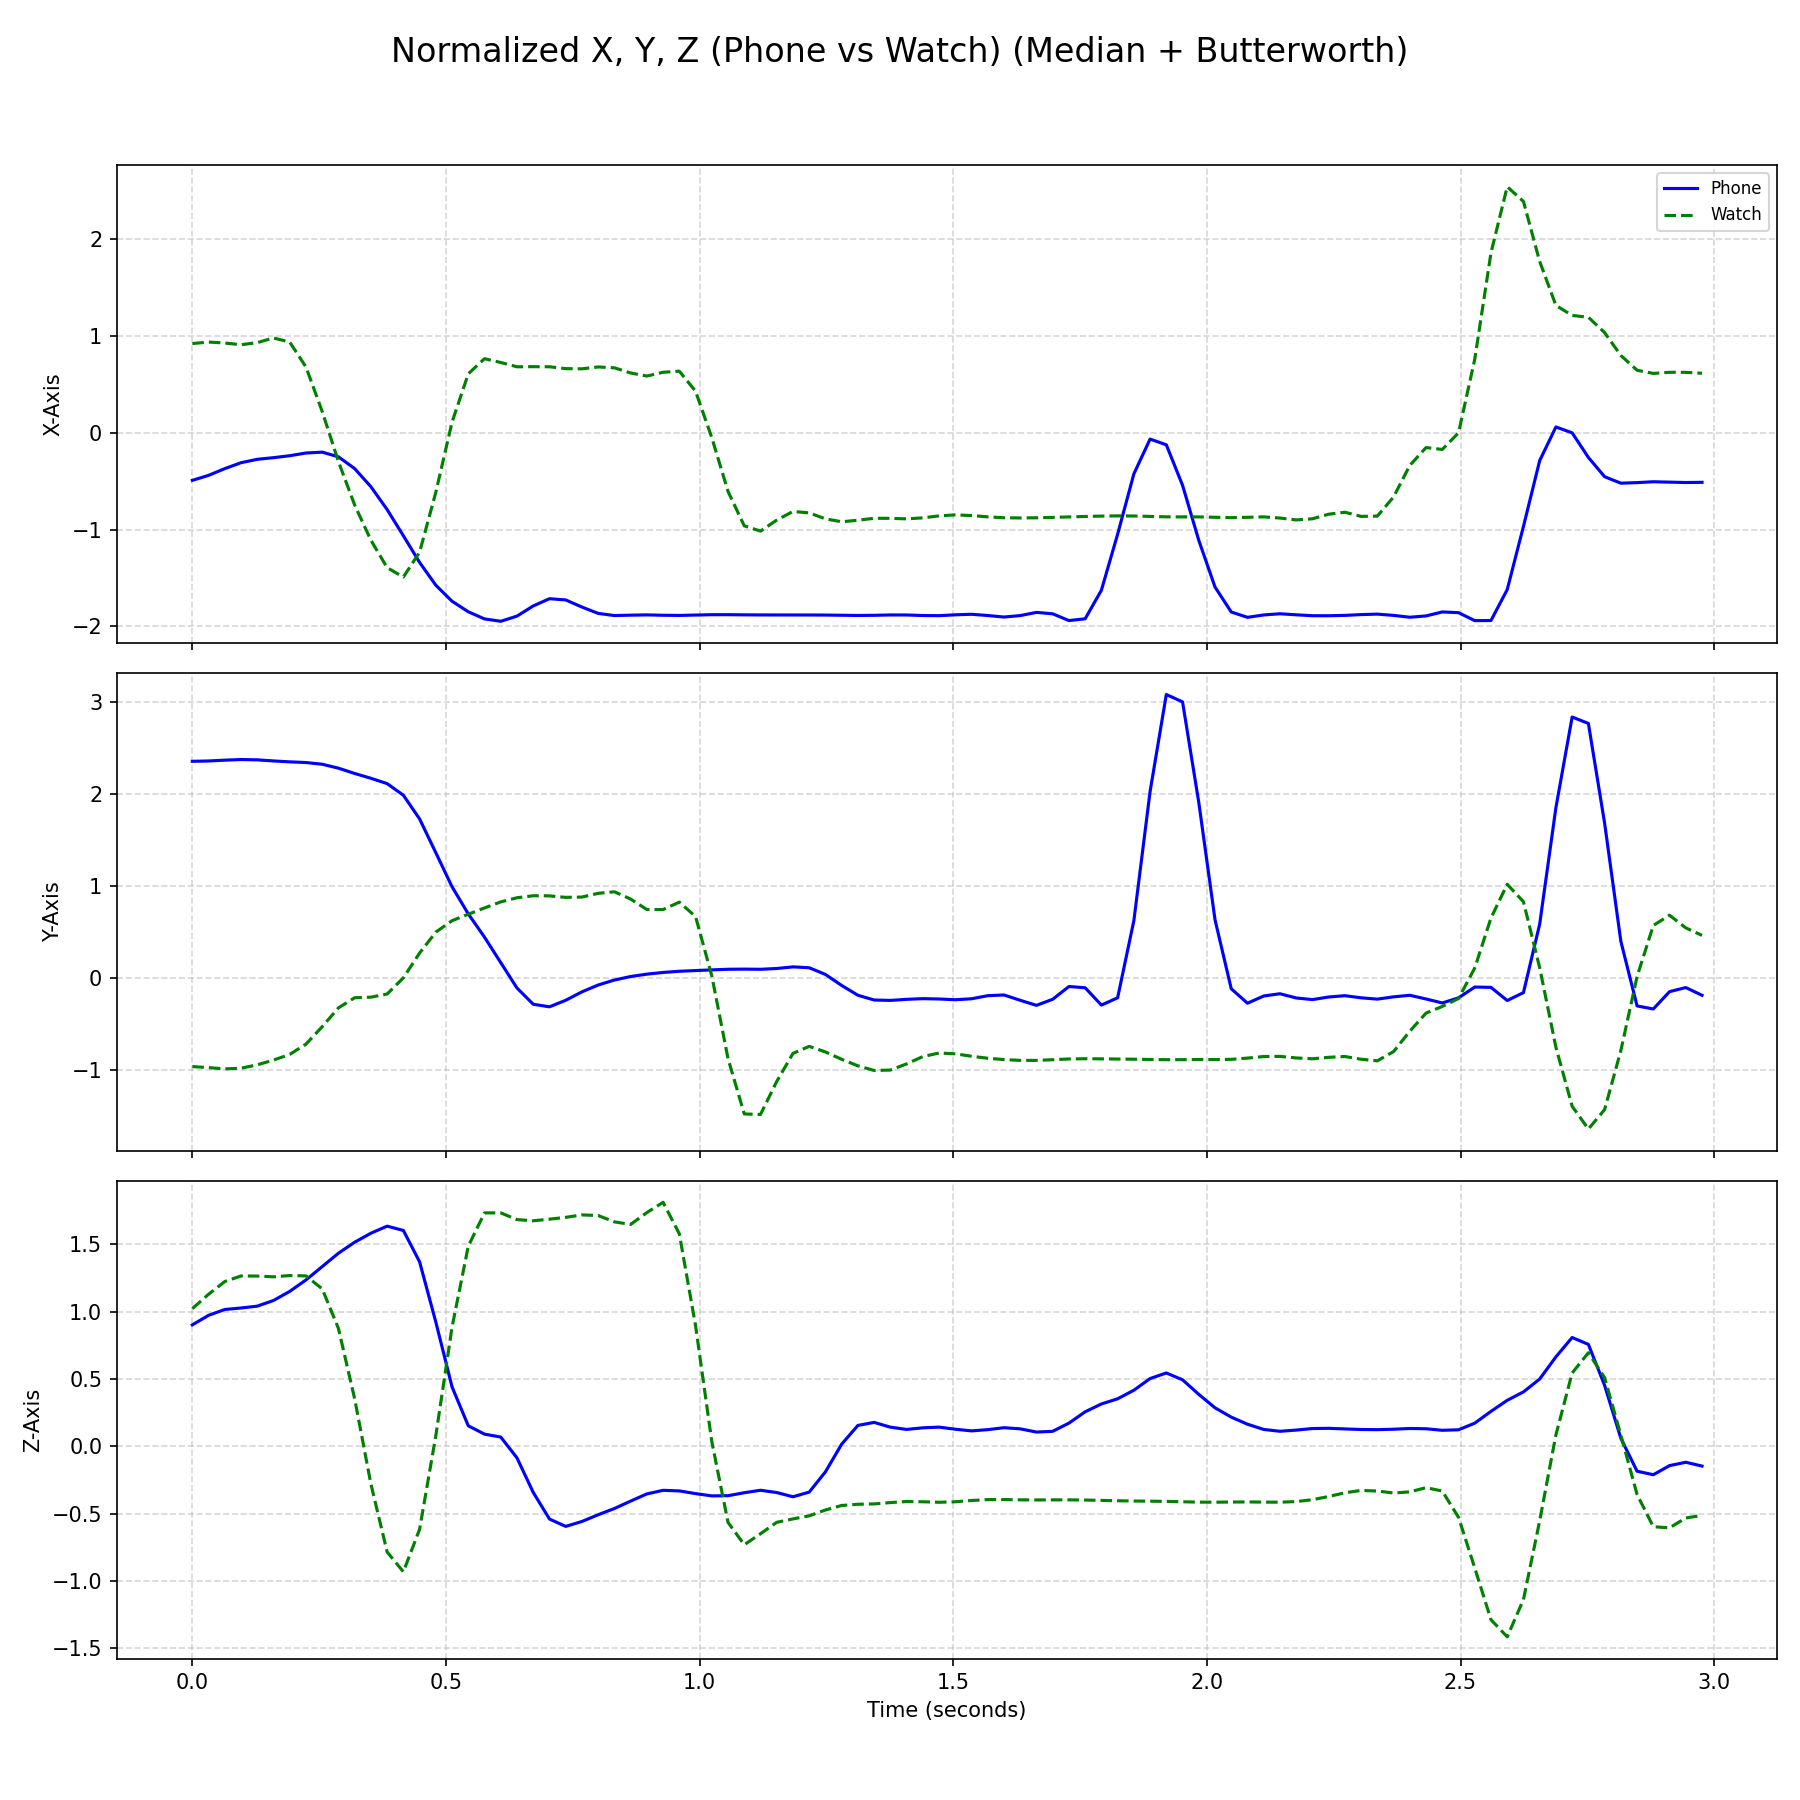 Normalized X, Y, Z (Phone vs Watch) (Median + Butterworth)
Phone
Watch
X-Axis
2
1
0
−1
−2
Y-Axis
3
2
1
0
−1
Z-Axis
1.5
1.0
0.5
0.0
−0.5
−1.0
−1.5
0.0 0.5 1.0 1.5 2.0 2.5 3.0
Time (seconds)